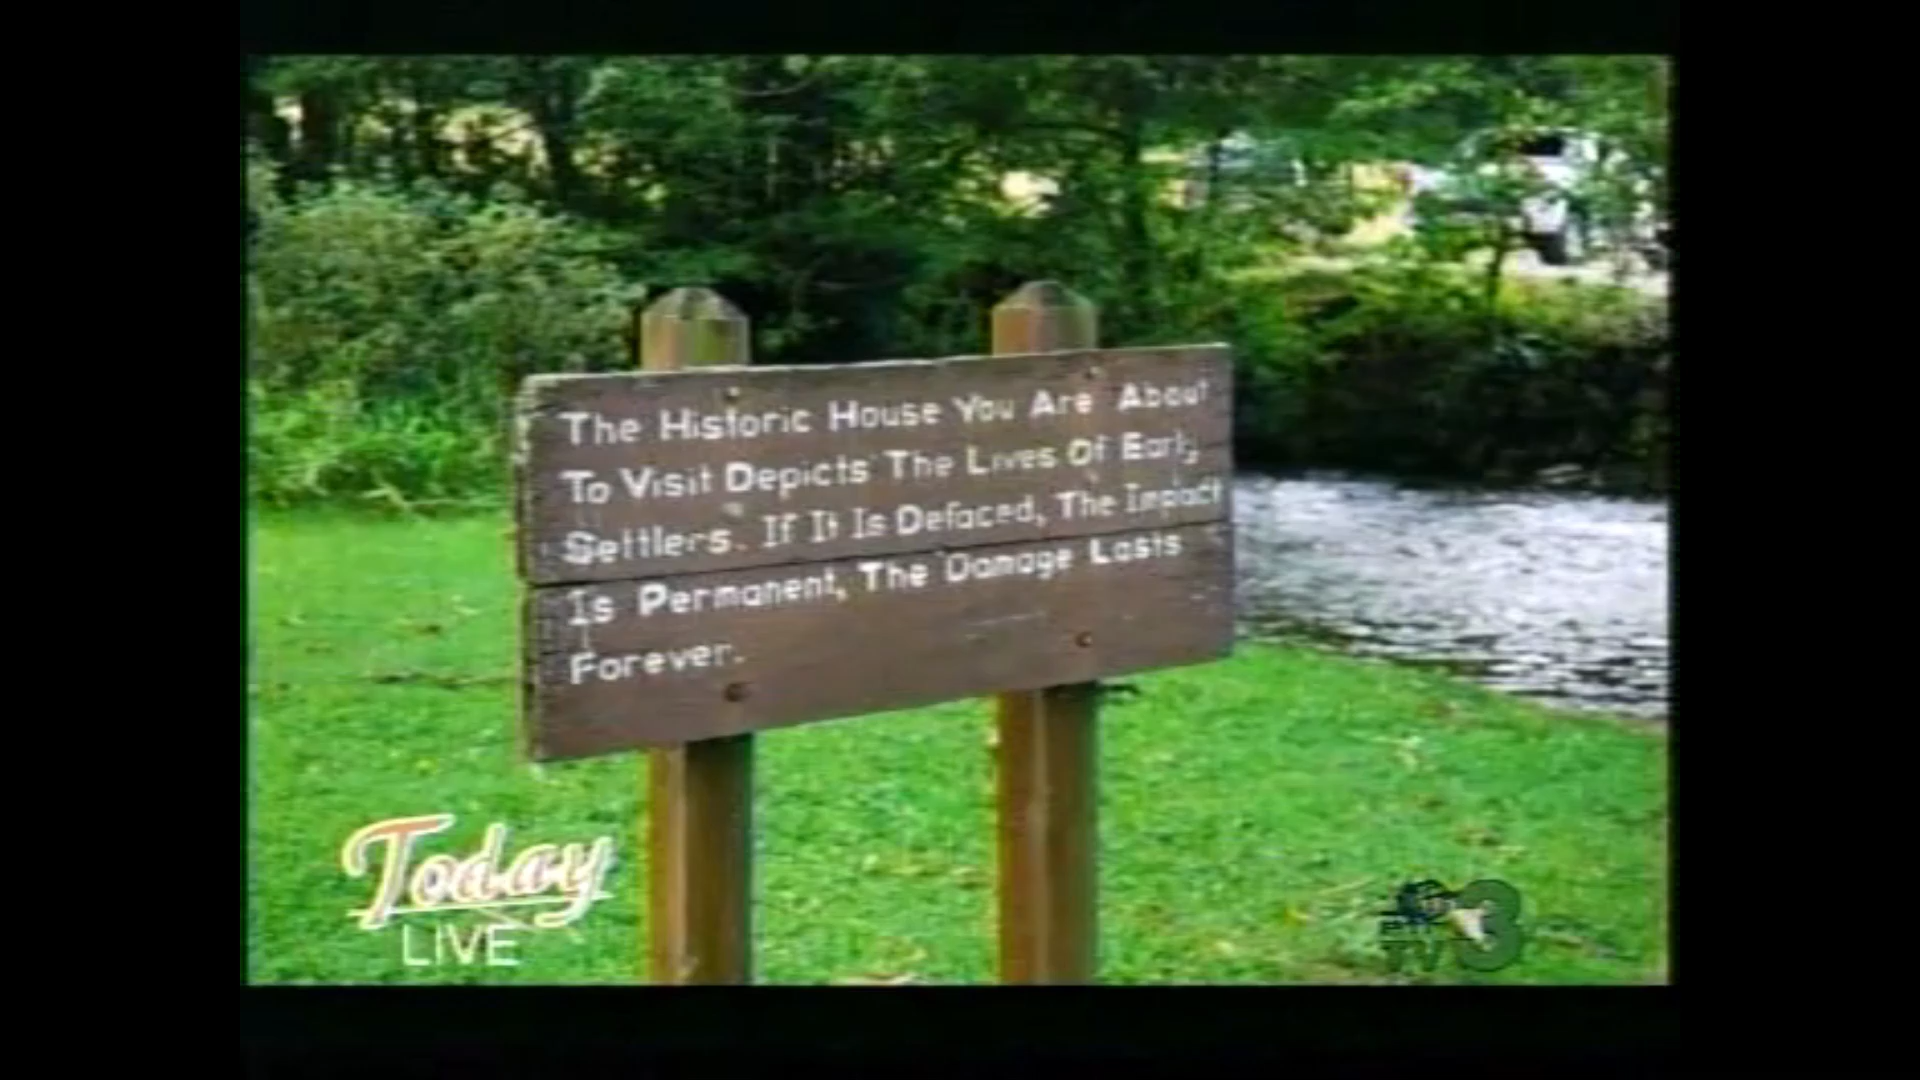 The Historic House You Are About
To Visit Depicts The Lives Of Early
Settlers. If It Is Defaced, The Impact
Is Permanent, The Damage Lasts
Forever.
Today
LIVE
TV3